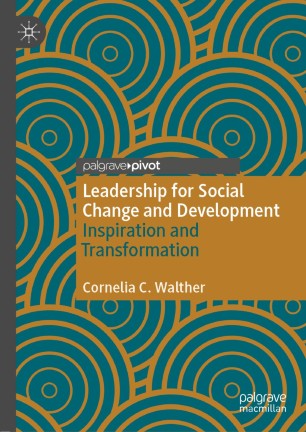 palgrave►pivot
Leadership for Social
Change and Development
Inspiration and
Transformation
Cornelia C. Walther
palgrave
macmillan